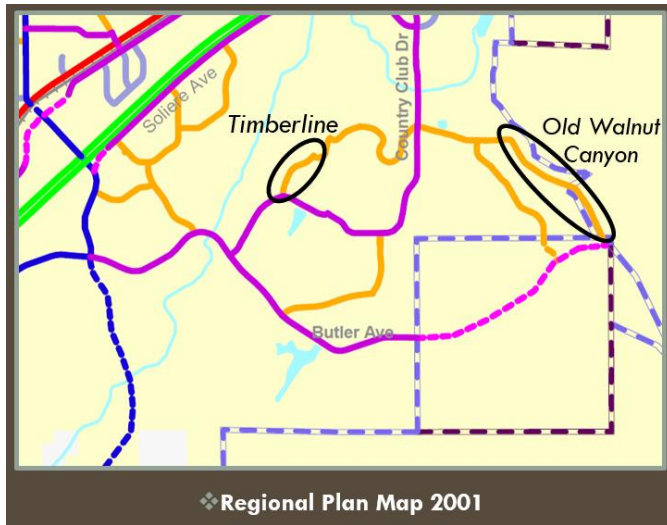 Soliere Ave
Timberline
Country Club Dr
Old Walnut
Canyon
Butler Ave
❖Regional Plan Map 2001